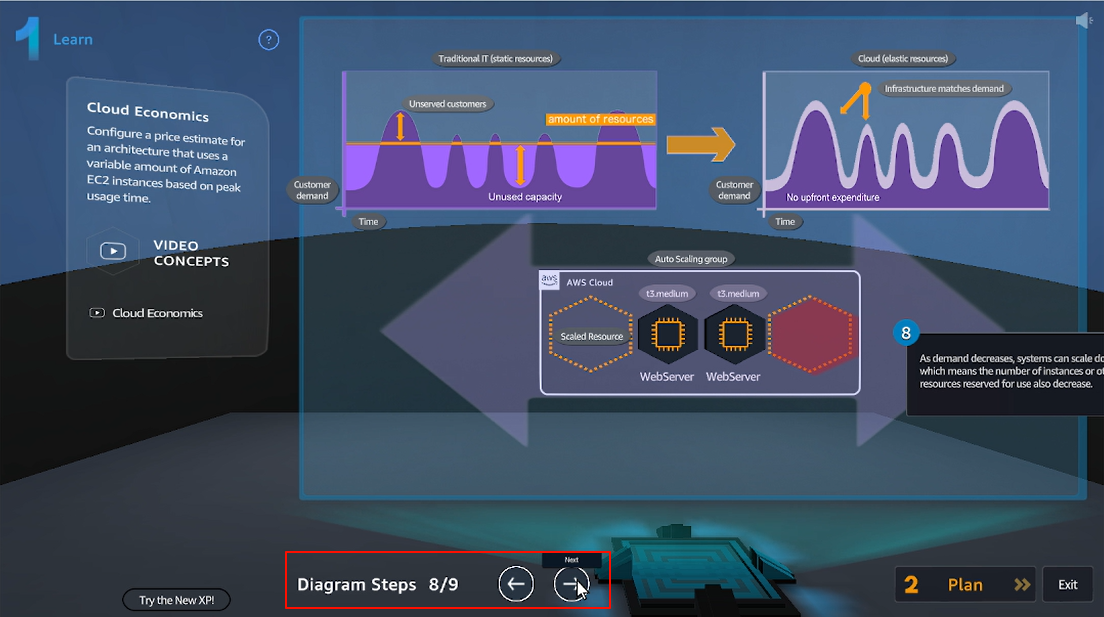 1 Learn
?
Cloud Economics
Configure a price estimate for
an architecture that uses a
variable amount of Amazon
EC2 instances based on peak
usage time.
VIDEO
CONCEPTS
Cloud Economics
Traditional IT (static resources)
Unserved customers
amount of resources
Customer
demand
Unused capacity
Time
Cloud (elastic resources)
Infrastructure matches demand
Customer
demand
No upfront expenditure
Time
Auto Scaling group
aws
AWS Cloud
t3.medium
t3.medium
Scaled Resource
WebServer
WebServer
8
As demand decreases, systems can scale do
which means the number of instances or ot
resources reserved for use also decrease.
Next
Diagram Steps 8/9
Try the New XP!
2 Plan
Exit